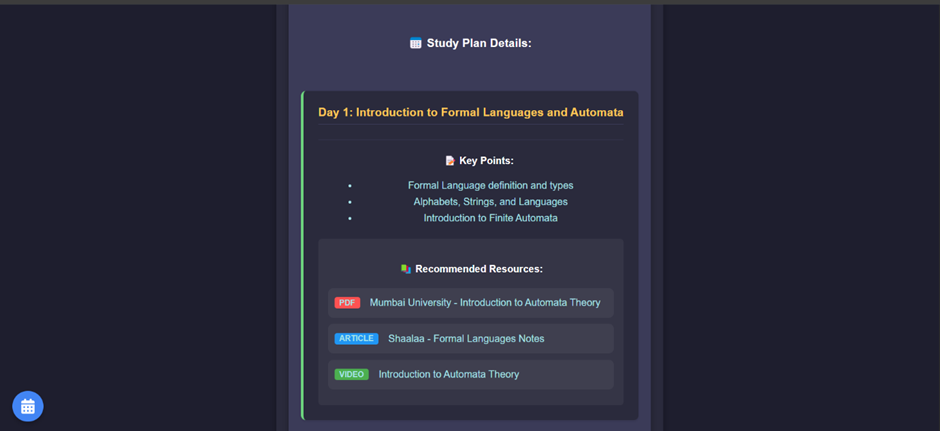 Study Plan Details:
Day 1: Introduction to Formal Languages and Automata
Key Points:
• Formal Language definition and types
• Alphabets, Strings, and Languages
• Introduction to Finite Automata
Recommended Resources:
PDF Mumbai University - Introduction to Automata Theory
ARTICLE Shaalaa - Formal Languages Notes
VIDEO Introduction to Automata Theory